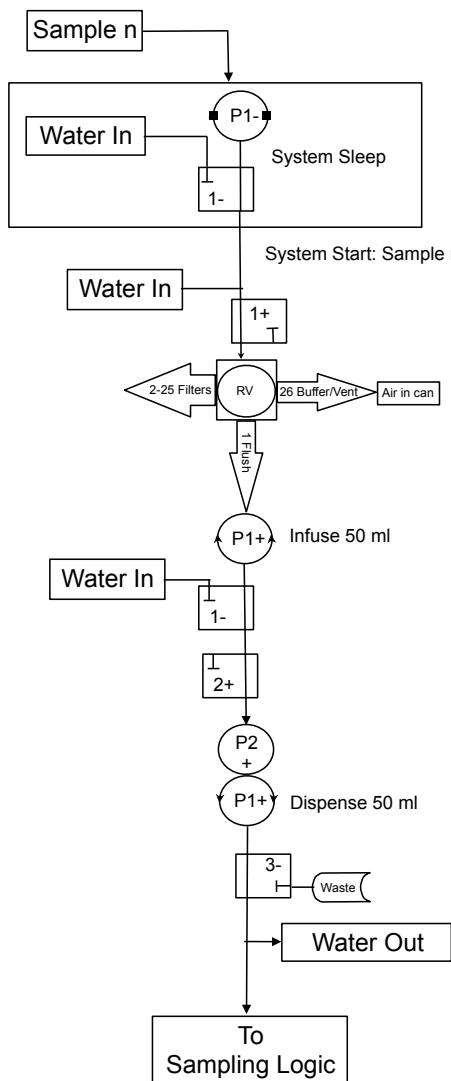 Sample n
P1-
Water In
System Sleep
1-
System Start: Sample
Water In
1+
2-25 Filters
RV
26 Buffer/Vent
Air in can
1 Flush
P1+
Infuse 50 ml
Water In
1-
2+
P2
+
P1+
Dispense 50 ml
3-
Waste
Water Out
To
Sampling Logic